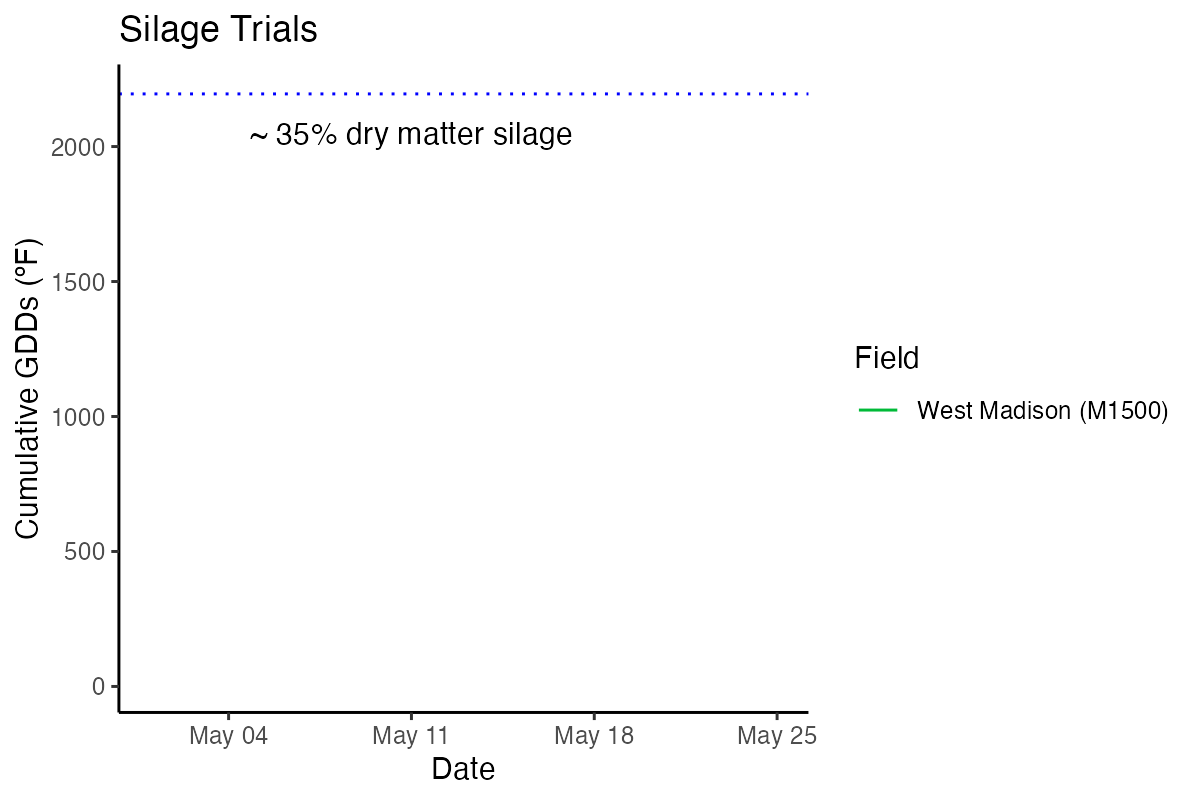 Silage Trials
~ 35% dry matter silage
2000
1500
1000
500
0
Cumulative GDDs (°F)
May 04
May 11
May 18
May 25
Date
Field
West Madison (M1500)